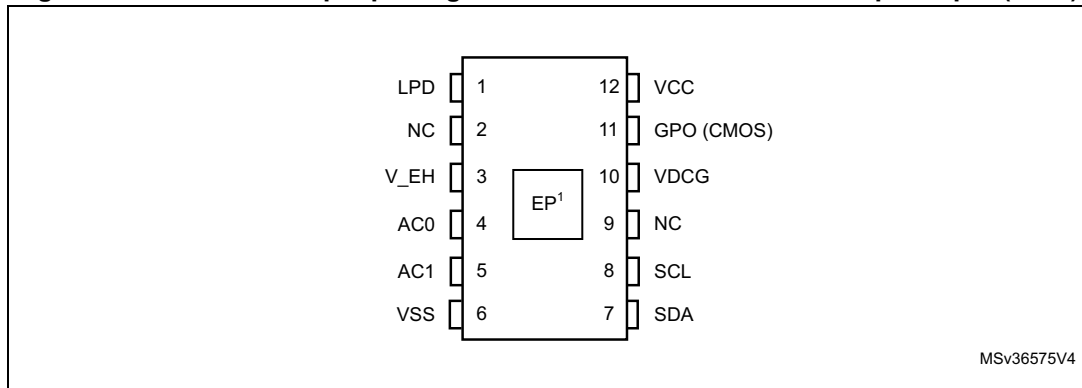 LPD 1 12 VCC
NC 2 11 GPO (CMOS)
V_EH 3 10 VDCG
EP1
AC0 4 9 NC
AC1 5 8 SCL
VSS 6 7 SDA
MSv36575V4